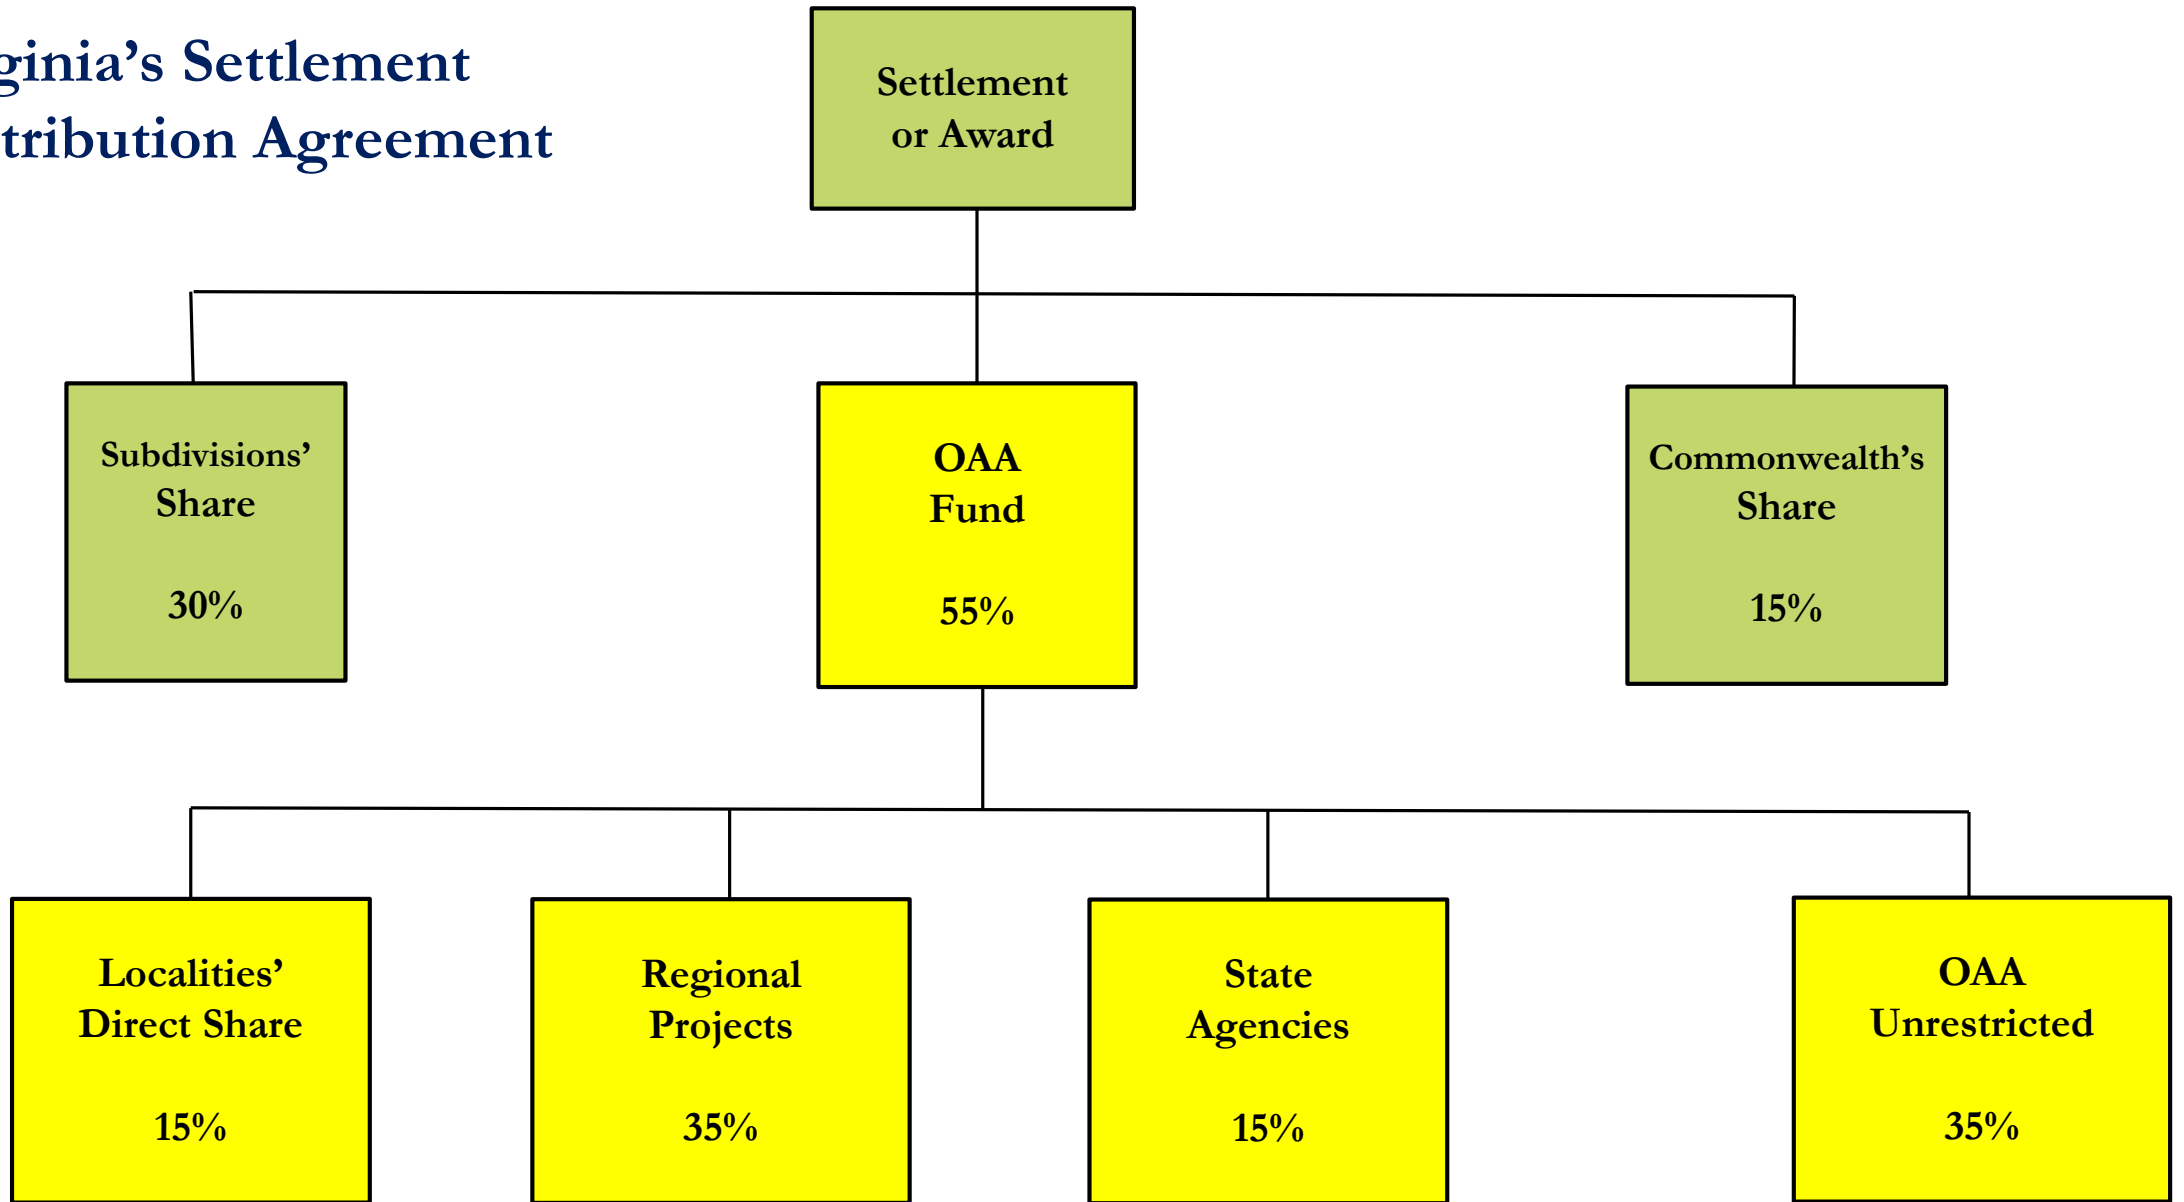 ginia’s Settlement
tribution Agreement
Settlement
or Award
Subdivisions’
Share
30%
OAA
Fund
55%
Commonwealth’s
Share
15%
Localities’
Direct Share
15%
Regional
Projects
35%
State
Agencies
15%
OAA
Unrestricted
35%